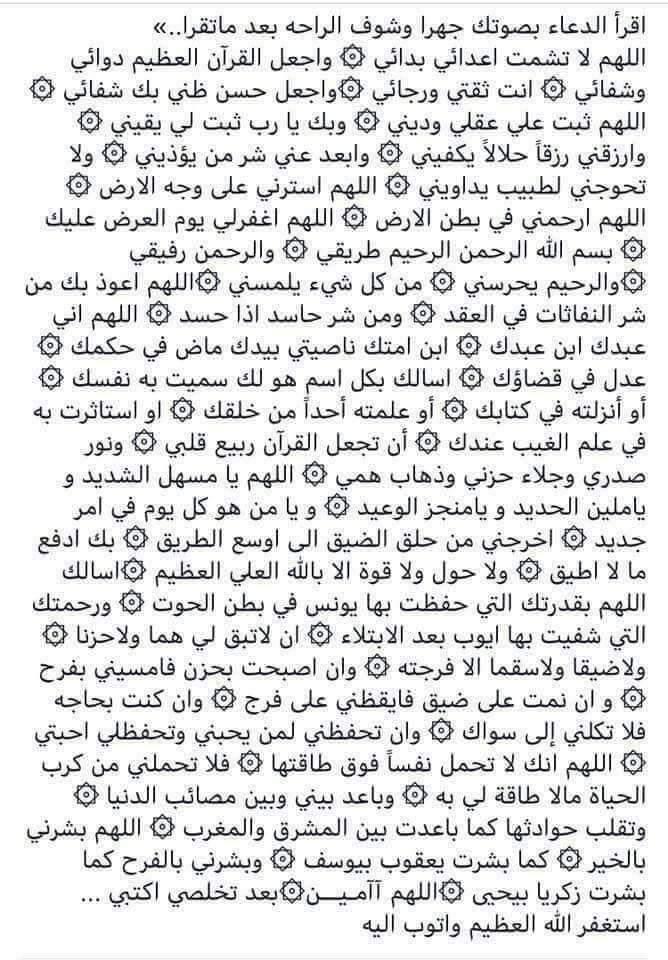 اقرأ الدعاء بصوتك جهرا وشوف الراحه بعد ماتقرا..»
اللهم لا تشمت اعدائي بدائي ۞ واجعل القرآن العظيم دوائي
وشفائي ۞ انت ثقتي ورجائي ۞واجعل حسن ظني بك شفائي ۞
اللهم ثبت علي عقلي وديني ۞ وبك يا رب ثبت لي يقيني ۞
وارزقني رزقاً حلالاً يكفيني ۞ وابعد عني شر من يؤذيني ۞ ولا
تحوجني لطبيب يداويني ۞ اللهم استرني على وجه الارض ۞
اللهم ارحمني في بطن الارض ۞ اللهم اغفرلي يوم العرض عليك
۞ بسم الله الرحمن الرحيم طريقي ۞ والرحمن رفيقي
۞والرحيم يحرسني ۞ من كل شيء يلمسني ۞اللهم اعوذ بك من
شر النفاثات في العقد ۞ ومن شر حاسد اذا حسد ۞ اللهم اني
عبدك ابن عبدك ۞ ابن امتك ناصيتي بيدك ماض في حكمك ۞
عدل في قضاؤك ۞ اسالك بكل اسم هو لك سميت به نفسك ۞
أو أنزلته في كتابك ۞ أو علمته أحداً من خلقك ۞ او استاثرت به
في علم الغيب عندك ۞ أن تجعل القرآن ربيع قلبي ۞ ونور
صدري وجلاء حزني وذهاب همي ۞ اللهم يا مسهل الشديد و
ياملين الحديد و يامنجز الوعيد ۞ و يا من هو كل يوم في امر
جديد ۞ اخرجني من حلق الضيق الى اوسع الطريق ۞ بك ادفع
ما لا اطيق ۞ ولا حول ولا قوة الا بالله العلي العظيم ۞اسالك
اللهم بقدرتك التي حفظت بها يونس في بطن الحوت ۞ ورحمتك
التي شفيت بها ايوب بعد الابتلاء ۞ ان لاتبق لي هما ولاحزنا ۞
ولاضيقا ولاسقما الا فرجته ۞ وان اصبحت بحزن فامسيني بفرح
۞ و ان نمت على ضيق فايقظني على فرج ۞ وان كنت بحاجه
فلا تكلني إلى سواك ۞ وان تحفظني لمن يحبني وتحفظلي احبتي
۞ اللهم انك لا تحمل نفساً فوق طاقتها ۞ فلا تحملني من كرب
الحياة مالا طاقة لي به ۞ وباعد بيني وبين مصائب الدنيا ۞
وتقلب حوادثها كما باعدت بين المشرق والمغرب ۞ اللهم بشرني
بالخير ۞ كما بشرت يعقوب بيوسف ۞ وبشرني بالفرح كما
بشرت زكريا بيحيى ۞اللهم آآميـــن۞بعد تخلصي اكتبي ...
استغفر الله العظيم واتوب اليه